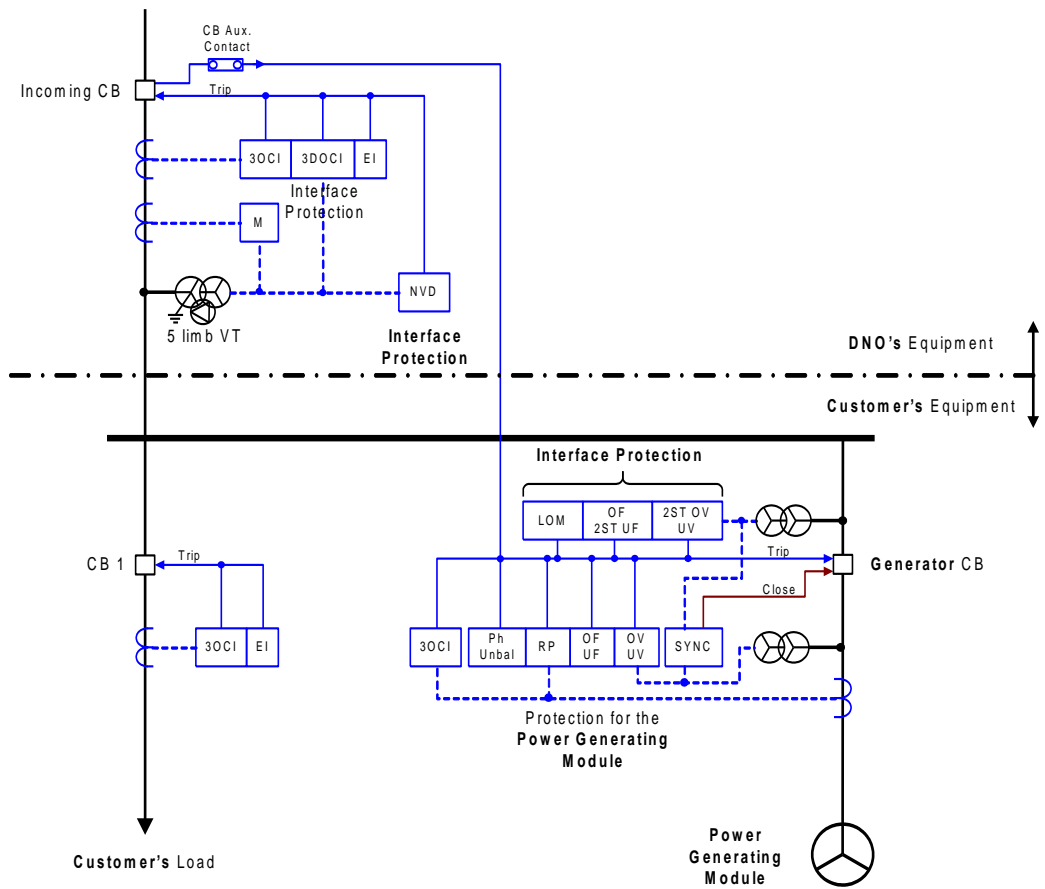 CB Aux.
Contact
Incoming CB
Trip
3OCI
3DOCI
EI
Interface
Protection
M
NVD
5 limb VT
Interface
Protection
DNO's Equipment
Customer's Equipment
Interface Protection
LOM
OF
2ST UF
2ST OV
UV
CB 1
Trip
Trip
Generator CB
Close
3OCI
EI
3OCI
Ph
Unbal
RP
OF
UF
OV
UV
SYNC
Protection for the
Power Generating
Module
Customer's Load
Power
Generating
Module